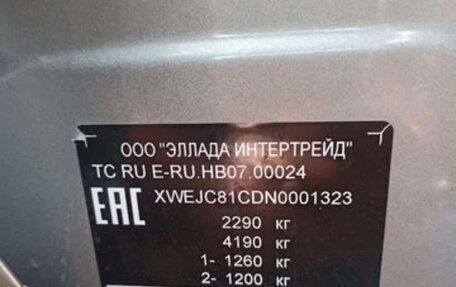 ООО "ЭЛЛАДА ИНТЕРТРЕЙД"
TC RU E-RU.HB07.00024
EAC XWEJC81CDN0001323
2290 кг
4190 кг
1- 1260 кг
2- 1200 кг